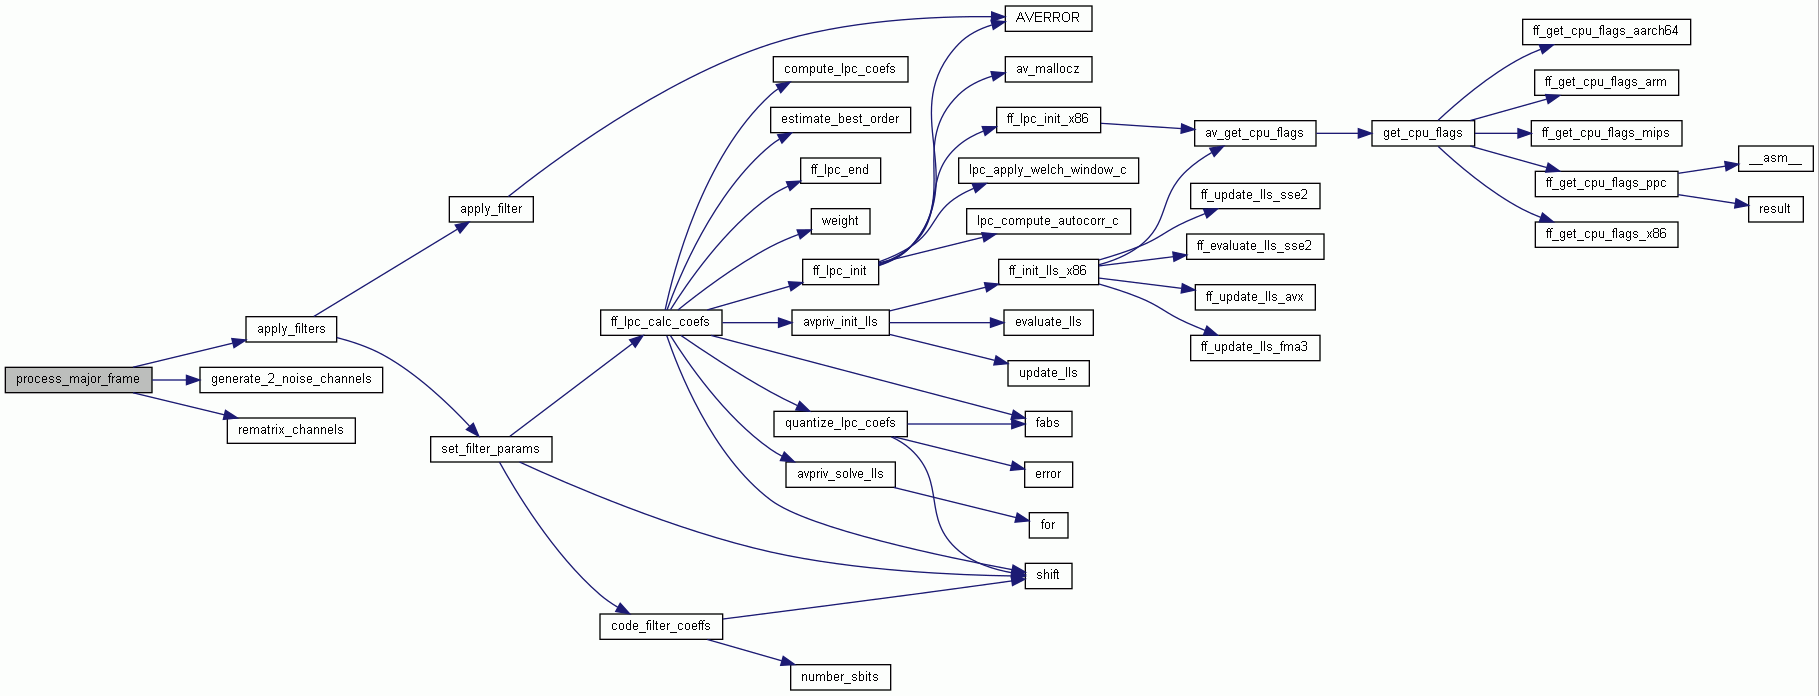 process_major_frame
apply_filters
generate_2_noise_channels
rematrix_channels
apply_filter
set_filter_params
ff_lpc_calc_coefs
code_filter_coeffs
compute_lpc_coefs
estimate_best_order
ff_lpc_end
weight
ff_lpc_init
avpriv_init_lls
quantize_lpc_coefs
avpriv_solve_lls
number_sbits
AVERROR
av_mallocz
ff_lpc_init_x86
lpc_apply_welch_window_c
lpc_compute_autocorr_c
ff_init_lls_x86
evaluate_lls
update_lls
fabs
error
for
shift
av_get_cpu_flags
ff_update_lls_sse2
ff_evaluate_lls_sse2
ff_update_lls_avx
ff_update_lls_fma3
get_cpu_flags
ff_get_cpu_flags_aarch64
ff_get_cpu_flags_arm
ff_get_cpu_flags_mips
ff_get_cpu_flags_ppc
ff_get_cpu_flags_x86
__asm__
result